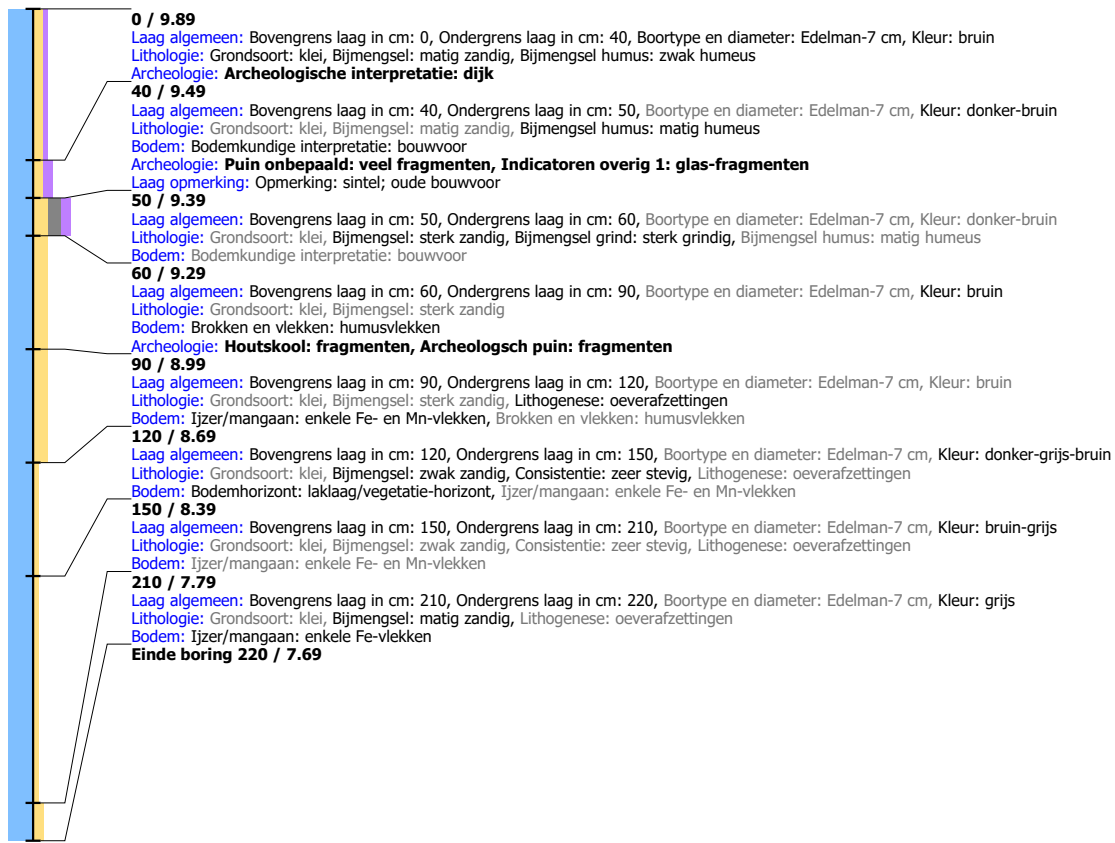 0 / 9.89
Laag algemeen: Bovengrens laag in cm: 0, Ondergrens laag in cm: 40, Boortype en diameter: Edelman-7 cm, Kleur: bruin
Lithologie: Grondsoort: klei, Bijmengsel: matig zandig, Bijmengsel humus: zwak humeus
Archeologie: Archeologische interpretatie: dijk
40 / 9.49
Laag algemeen: Bovengrens laag in cm: 40, Ondergrens laag in cm: 50, Boortype en diameter: Edelman-7 cm, Kleur: donker-bruin
Lithologie: Grondsoort: klei, Bijmengsel: matig zandig, Bijmengsel humus: matig humeus
Bodem: Bodemkundige interpretatie: bouwvoor
Archeologie: Puin onbepaald: veel fragmenten, Indicatoren overig 1: glas-fragmenten
Laag opmerking: Opmerking: sintel; oude bouwvoor
50 / 9.39
Laag algemeen: Bovengrens laag in cm: 50, Ondergrens laag in cm: 60, Boortype en diameter: Edelman-7 cm, Kleur: donker-bruin
Lithologie: Grondsoort: klei, Bijmengsel: sterk zandig, Bijmengsel grind: sterk grindig, Bijmengsel humus: matig humeus
Bodem: Bodemkundige interpretatie: bouwvoor
60 / 9.29
Laag algemeen: Bovengrens laag in cm: 60, Ondergrens laag in cm: 90, Boortype en diameter: Edelman-7 cm, Kleur: bruin
Lithologie: Grondsoort: klei, Bijmengsel: sterk zandig
Bodem: Brokken en vlekken: humusvlekken
Archeologie: Houtskool: fragmenten, Archeologsch puin: fragmenten
90 / 8.99
Laag algemeen: Bovengrens laag in cm: 90, Ondergrens laag in cm: 120, Boortype en diameter: Edelman-7 cm, Kleur: bruin
Lithologie: Grondsoort: klei, Bijmengsel: sterk zandig, Lithogenese: oeverafzettingen
Bodem: Ijzer/mangaan: enkele Fe- en Mn-vlekken, Brokken en vlekken: humusvlekken
120 / 8.69
Laag algemeen: Bovengrens laag in cm: 120, Ondergrens laag in cm: 150, Boortype en diameter: Edelman-7 cm, Kleur: donker-grijs-bruin
Lithologie: Grondsoort: klei, Bijmengsel: zwak zandig, Consistentie: zeer stevig, Lithogenese: oeverafzettingen
Bodem: Bodemhorizont: laklaag/vegetatie-horizont, Ijzer/mangaan: enkele Fe- en Mn-vlekken
150 / 8.39
Laag algemeen: Bovengrens laag in cm: 150, Ondergrens laag in cm: 210, Boortype en diameter: Edelman-7 cm, Kleur: bruin-grijs
Lithologie: Grondsoort: klei, Bijmengsel: zwak zandig, Consistentie: zeer stevig, Lithogenese: oeverafzettingen
Bodem: Ijzer/mangaan: enkele Fe- en Mn-vlekken
210 / 7.79
Laag algemeen: Bovengrens laag in cm: 210, Ondergrens laag in cm: 220, Boortype en diameter: Edelman-7 cm, Kleur: grijs
Lithologie: Grondsoort: klei, Bijmengsel: matig zandig, Lithogenese: oeverafzettingen
Bodem: Ijzer/mangaan: enkele Fe-vlekken
Einde boring 220 / 7.69